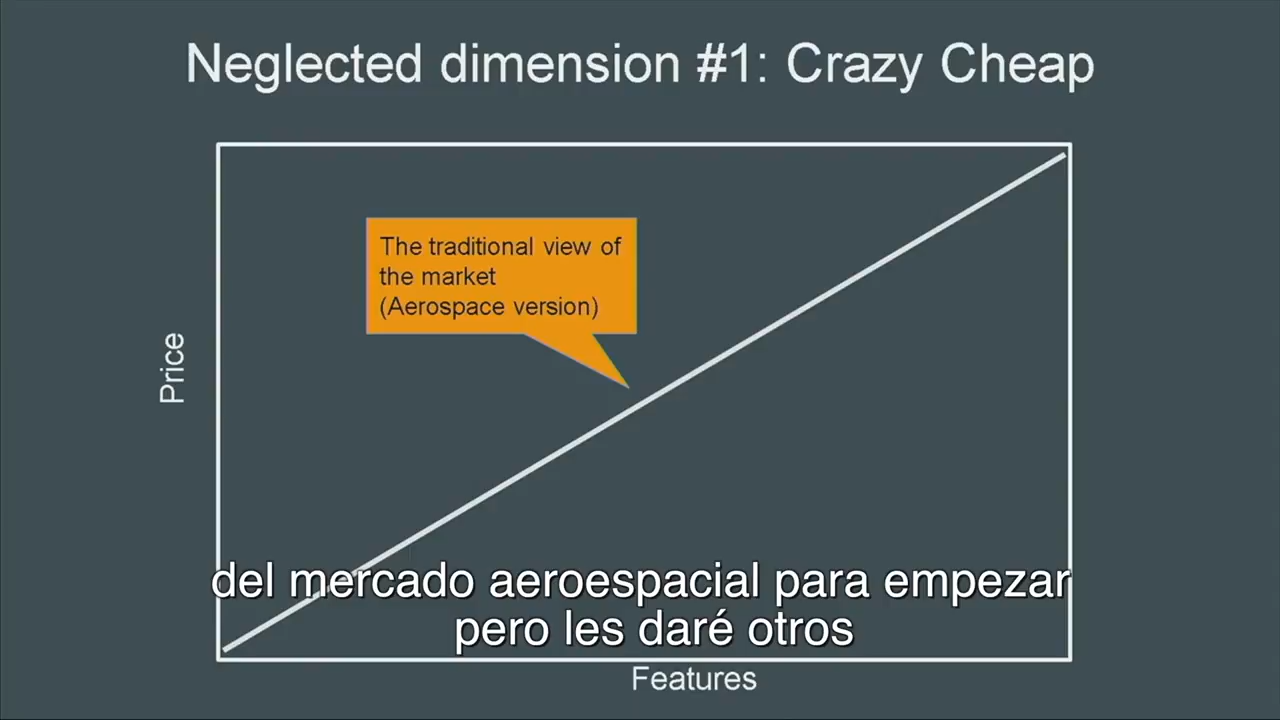 Neglected dimension #1: Crazy Cheap
The traditional view of
the market
(Aerospace version)
Price
del mercado aeroespacial para empezar
pero les daré otros
Features